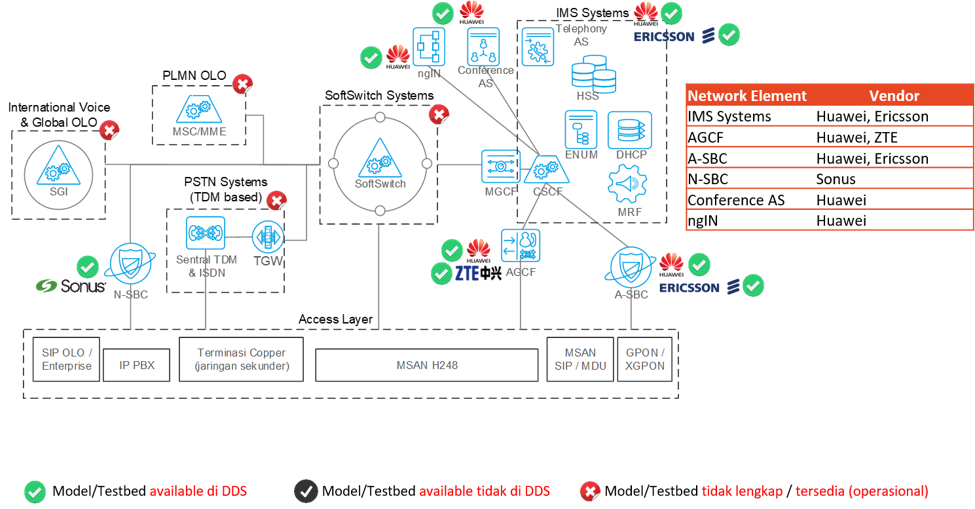 IMS Systems
HUAWEI
HUAWEI
Telephony
AS
ERICSSON
HUAWEI
ngIN
Conference
AS
HSS
PLMN OLO
MSC/MME
SoftSwitch Systems
International Voice
& Global OLO
SGI
SoftSwitch
MGCF
CSCF
ENUM
DHCP
MRF
PSTN Systems
(TDM based)
Sentral TDM
& ISDN
TGW
HUAWEI
ZTE中兴
AGCF
HUAWEI
ERICSSON
A-SBC
Sonus
N-SBC
Network Element Vendor
IMS Systems Huawei, Ericsson
AGCF Huawei, ZTE
A-SBC Huawei, Ericsson
N-SBC Sonus
Conference AS Huawei
ngIN Huawei
Access Layer
SIP OLO /
Enterprise
IP PBX
Terminasi Copper
(jaringan sekunder)
MSAN H248
MSAN
SIP / MDU
GPON /
XGPON
Model/Testbed available di DDS
Model/Testbed available tidak di DDS
Model/Testbed tidak lengkap / tersedia (operasional)